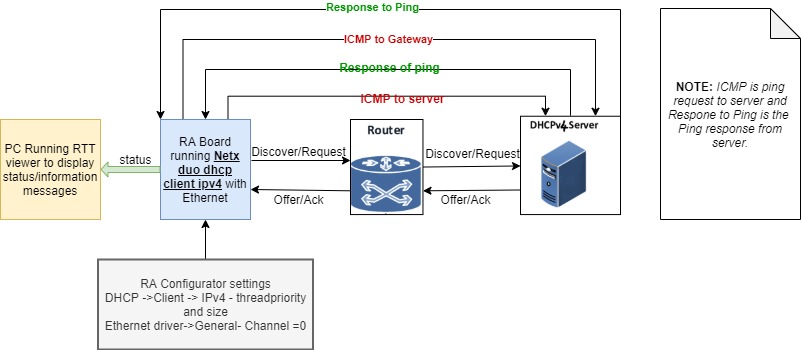 Response to Ping
ICMP to Gateway
Response of ping
ICMP to server
PC Running RTT
viewer to display
status/information
messages
status
RA Board
running Netx
duo dhcp
client ipv4 with
Ethernet
Discover/Request
Offer/Ack
Router
Discover/Request
Offer/Ack
DHCPv4 Server
NOTE: ICMP is ping
request to server and
Respone to Ping is the
Ping response from
server.
RA Configurator settings
DHCP ->Client -> IPv4 - threadpriority
and size
Ethernet driver->General- Channel =0